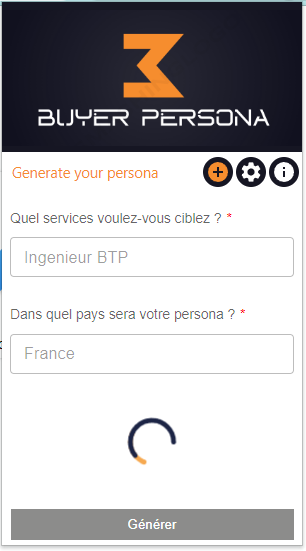 BUYER PERSONA
Generate your persona
Quel services voulez-vous ciblez ? *
Ingenieur BTP
Dans quel pays sera votre persona ? *
France
Générer